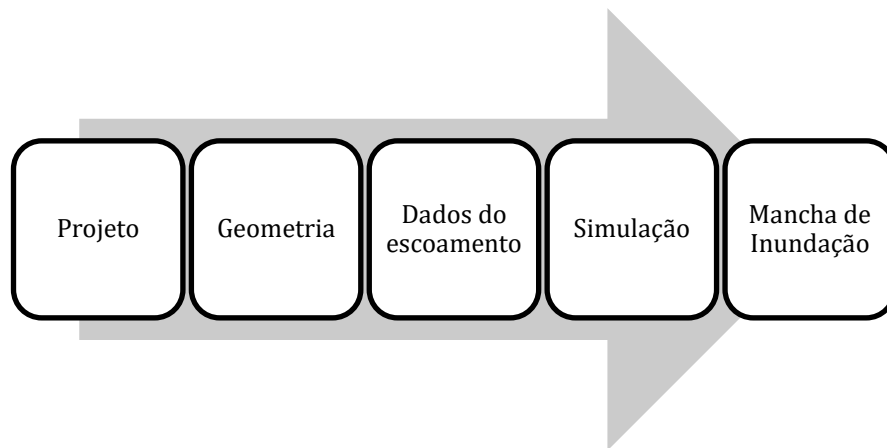 Projeto
Geometria
Dados do
escoamento
Simulação
Mancha de
Inundação